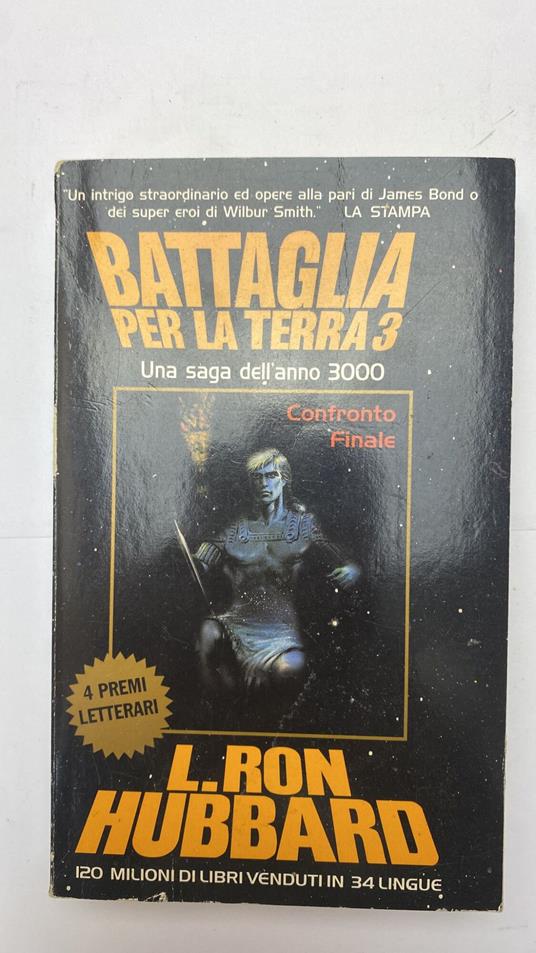 "Un intrigo straordinario ed opere alla pari di James Bond o
dei super eroi di Wilbur Smith." LA STAMPA
BATTAGLIA
PER LA TERRA 3
Una saga dell'anno 3000
Confronto
Finale
4 PREMI
LETTERARI
L. RON
HUBBARD
120 MILIONI DI LIBRI VENDUTI IN 34 LINGUE